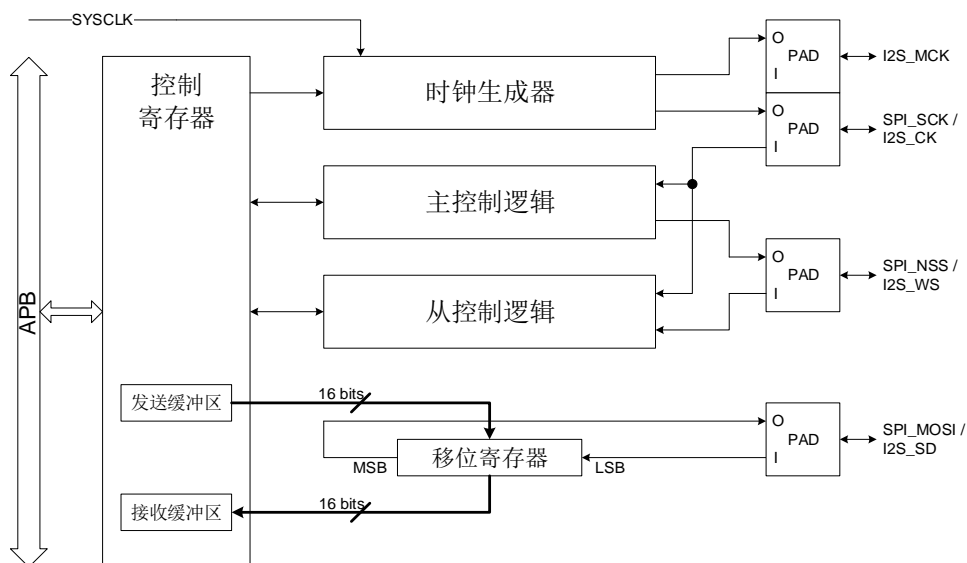 SYSCLK
控制
寄存器
时钟生成器
O
PAD
I
I2S_MCK
O
PAD
I
SPI_SCK /
I2S_CK
主控制逻辑
O
PAD
I
SPI_NSS /
I2S_WS
从控制逻辑
APB
发送缓冲区
16 bits
MSB
移位寄存器
LSB
O
PAD
I
SPI_MOSI /
I2S_SD
接收缓冲区
16 bits